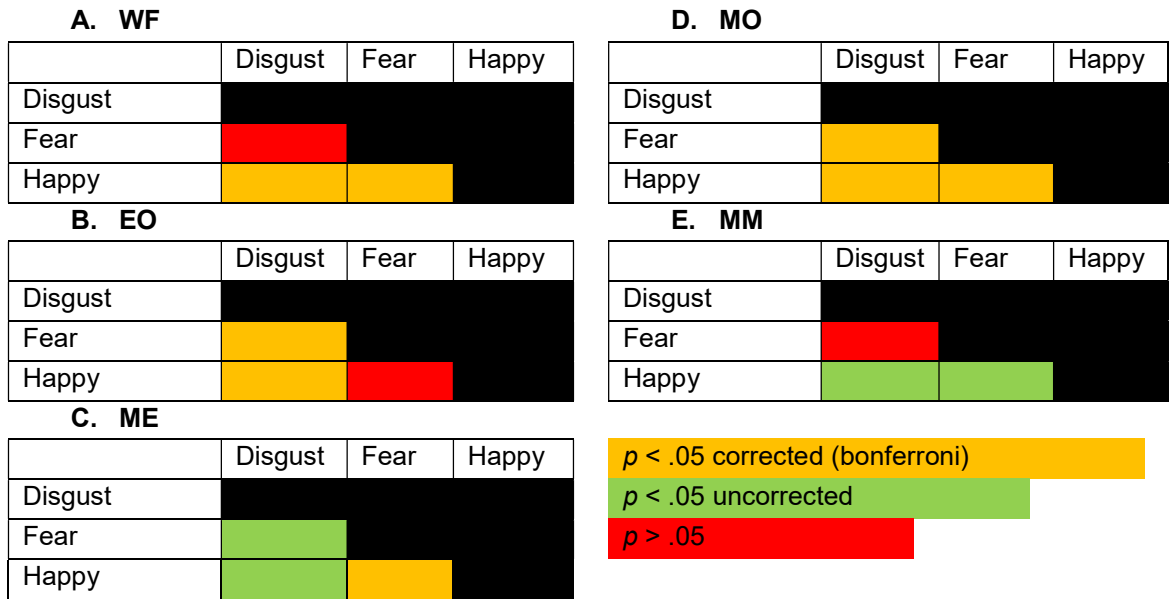 A. WF
Disgust Fear Happy
Disgust
Fear
Happy
B. EO
Disgust Fear Happy
Disgust
Fear
Happy
C. ME
Disgust Fear Happy
Disgust
Fear
Happy
D. MO
Disgust Fear Happy
Disgust
Fear
Happy
E. MM
Disgust Fear Happy
Disgust
Fear
Happy
p < .05 corrected (bonferroni)
p < .05 uncorrected
p > .05